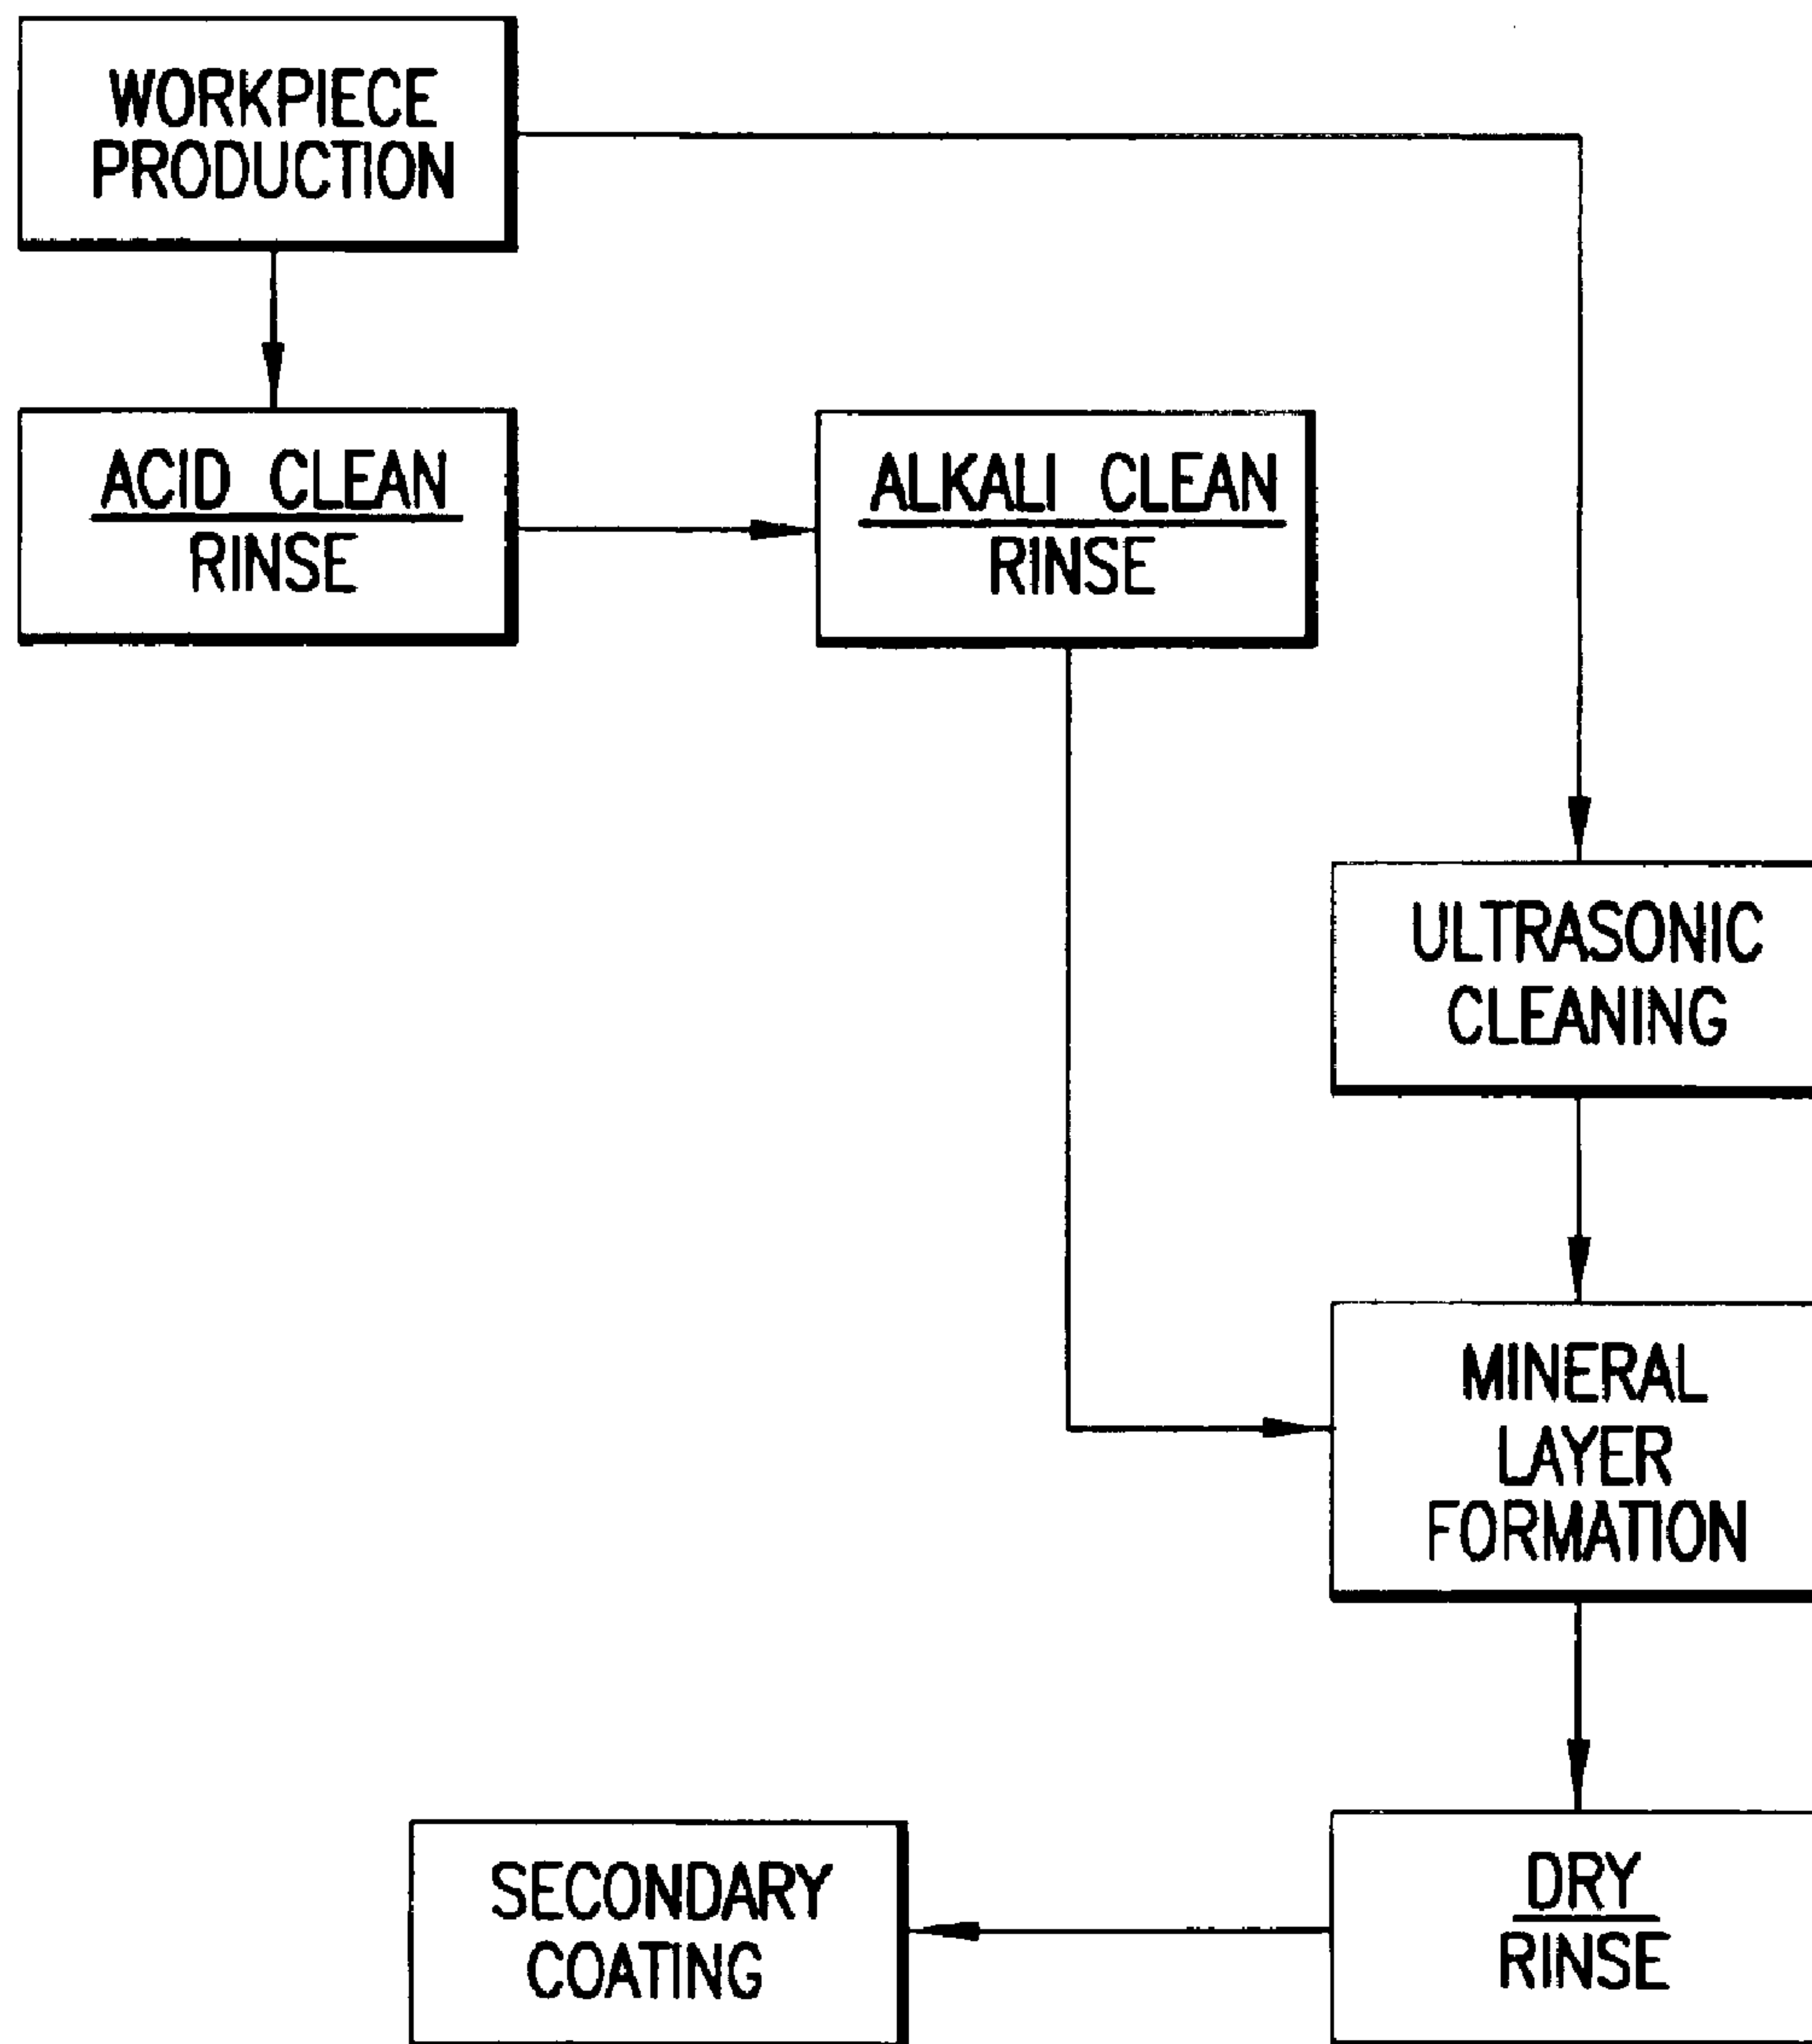 WORKPIECE
PRODUCTION
ACID CLEAN
RINSE
ALKALI CLEAN
RINSE
ULTRASONIC
CLEANING
MINERAL
LAYER
FORMATION
SECONDARY
COATING
DRY
RINSE